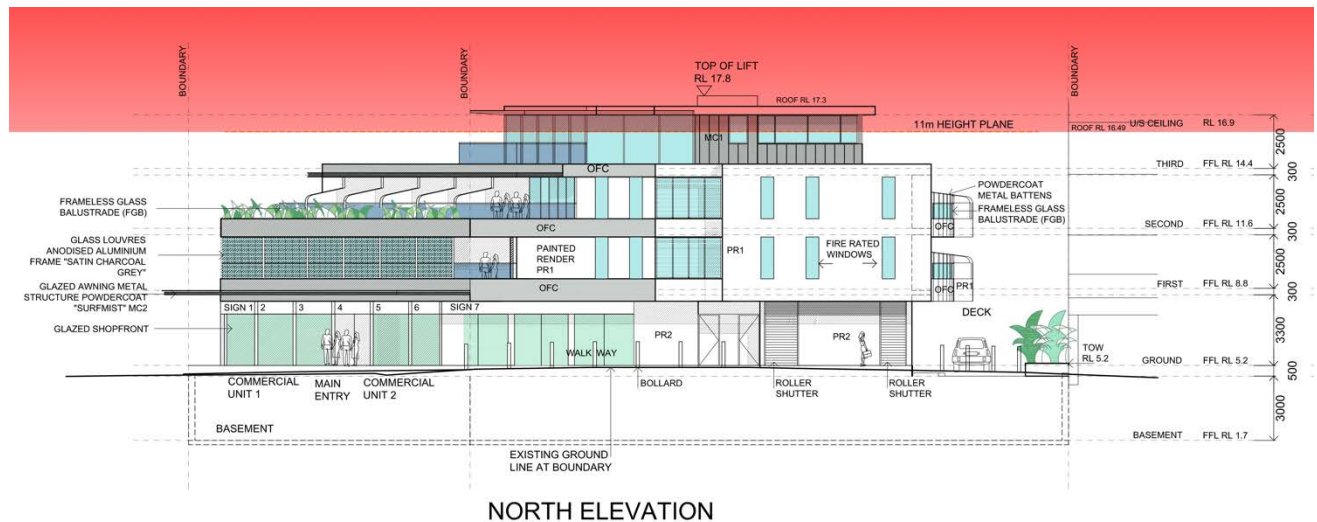 BOUNDARY
BOUNDARY
BOUNDARY
TOP OF LIFT
RL 17.8
ROOF RL 17.3
11m HEIGHT PLANE
ROOF RL 16.49
U/S CEILING RL 16.9
2500
MC1
THIRD FFL RL 14.4
300
OFC
POWDERCOAT
METAL BATTENS
FRAMELESS GLASS
BALUSTRADE (FGB)
FRAMELESS GLASS
BALUSTRADE (FGB)
2500
OFC
SECOND FFL RL 11.6
300
OFC
GLASS LOUVRES
ANODISED ALUMINIUM
FRAME "SATIN CHARCOAL
GREY"
PAINTED
RENDER
PR1
PR1
FIRE RATED
WINDOWS
2500
GLAZED AWNING METAL
STRUCTURE POWDERCOAT
"SURFMIST" MC2
OFC
OFC
PR1
FIRST FFL RL 8.8
300
SIGN 1 2 3 4 5 6 SIGN 7
DECK
GLAZED SHOPFRONT
PR2
PR2
3300
WALK WAY
TOW
RL 5.2
GROUND FFL RL 5.2
500
COMMERCIAL
UNIT 1
MAIN
ENTRY
COMMERCIAL
UNIT 2
BOLLARD
ROLLER
SHUTTER
ROLLER
SHUTTER
3000
BASEMENT
BASEMENT FFL RL 1.7
EXISTING GROUND
LINE AT BOUNDARY
NORTH ELEVATION